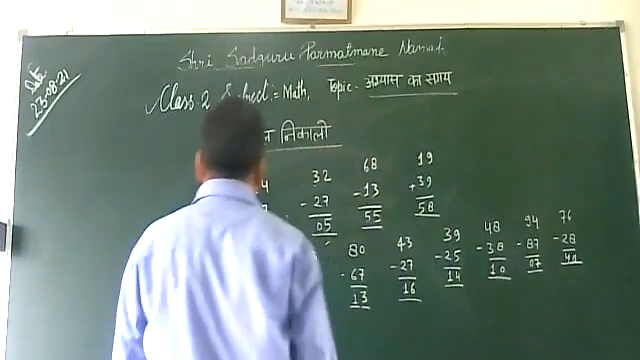 Shri Sadguru Parmatmane Namah
Date
23-08-21
Class-2 Subject:- Math, Topic- अभ्यास का समय
निकालो
32 68 19
- 27 - 13 + 39
05 55 58
80 43 39 48 94 76
- 67 - 27 - 25 - 38 - 87 - 28
13 16 14 10 07